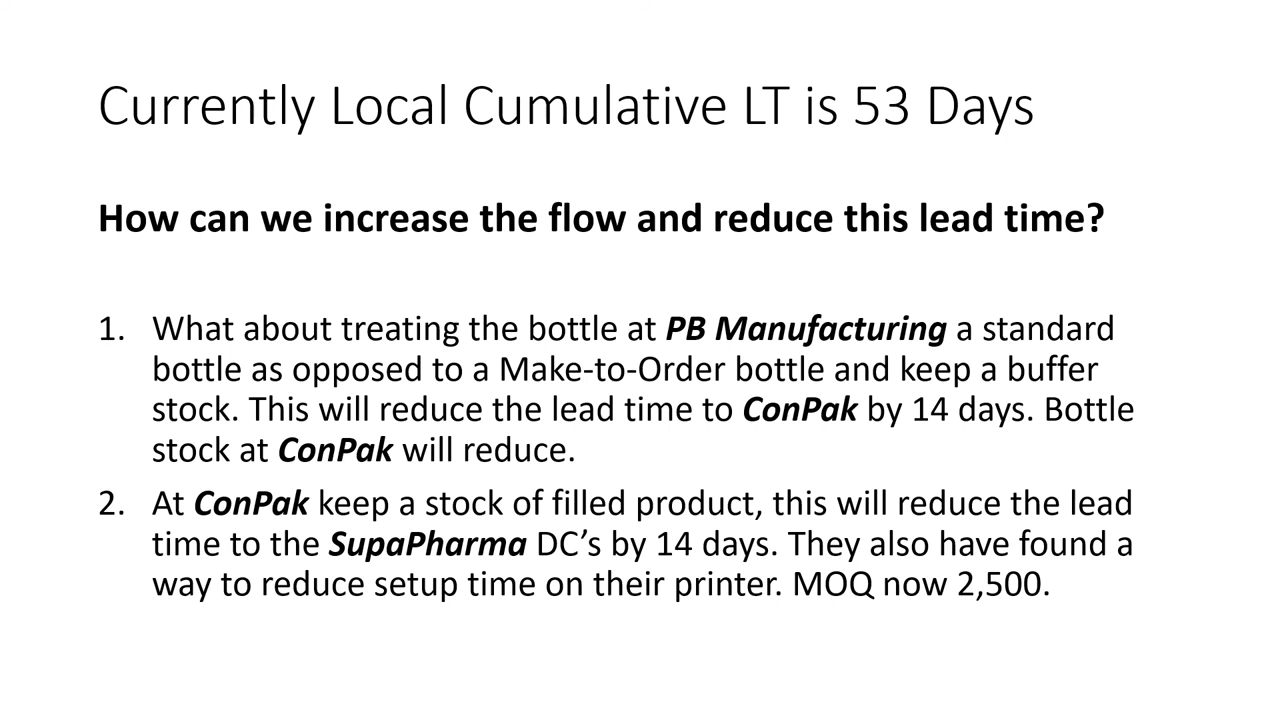 Currently Local Cumulative LT is 53 Days
How can we increase the flow and reduce this lead time?
1. What about treating the bottle at PB Manufacturing a standard
bottle as opposed to a Make-to-Order bottle and keep a buffer
stock. This will reduce the lead time to ConPak by 14 days. Bottle
stock at ConPak will reduce.
2. At ConPak keep a stock of filled product, this will reduce the lead
time to the SupaPharma DC’s by 14 days. They also have found a
way to reduce setup time on their printer. MOQ now 2,500.